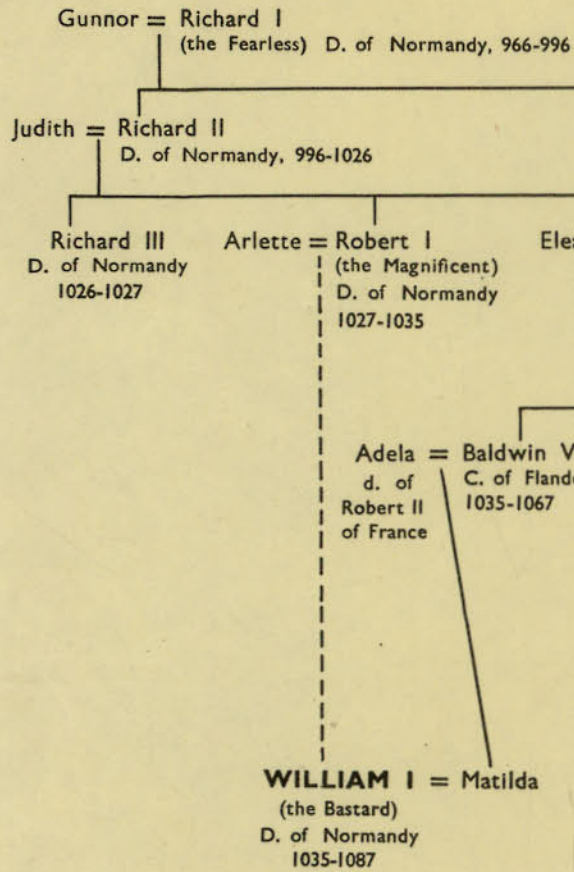 Gunnor = Richard I
(the Fearless) D. of Normandy, 966-996
Judith = Richard II
D. of Normandy, 996-1026
Richard III
D. of Normandy
1026-1027
Arlette = Robert I
(the Magnificent)
D. of Normandy
1027-1035
Adela = Baldwin V
d. of
Robert II
of France
C. of
1035-1067
WILLIAM I = Matilda
(the Bastard)
D. of Normandy
1035-1087